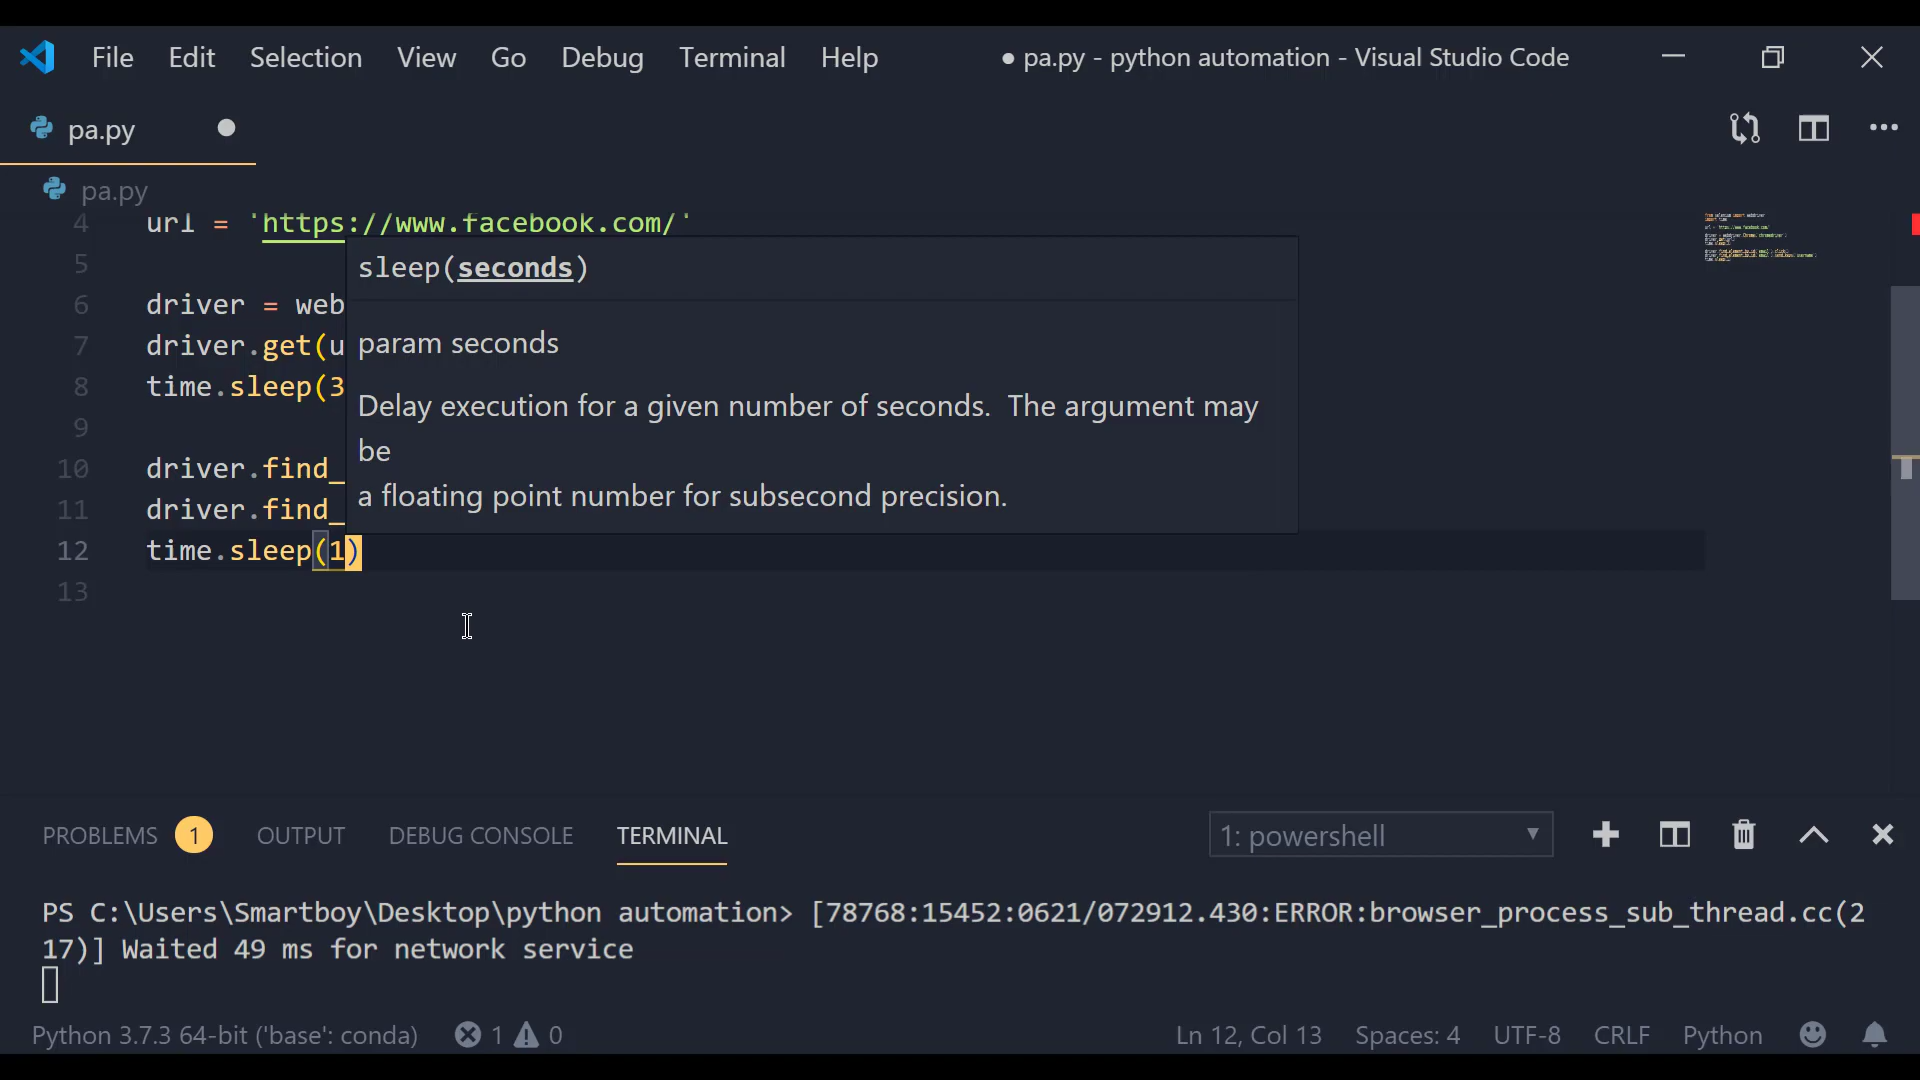 File Edit Selection View Go Debug Terminal Help ● pa.py - python automation - Visual Studio Code
pa.py
pa.py
4 url = 'https://www.facebook.com/'
5
6 driver = web
7 driver.get(u
8 time.sleep(3
9
10 driver.find_
11 driver.find_
12 time.sleep(1)
13
sleep(seconds)
param seconds
Delay execution for a given number of seconds. The argument may
be
a floating point number for subsecond precision.
PROBLEMS 1 OUTPUT DEBUG CONSOLE TERMINAL 1: powershell
PS C:\Users\Smartboy\Desktop\python automation> [78768:15452:0621/072912.430:ERROR:browser_process_sub_thread.cc(2
17)] Waited 49 ms for network service
Python 3.7.3 64-bit ('base': conda) 1 0 Ln 12, Col 13 Spaces: 4 UTF-8 CRLF Python